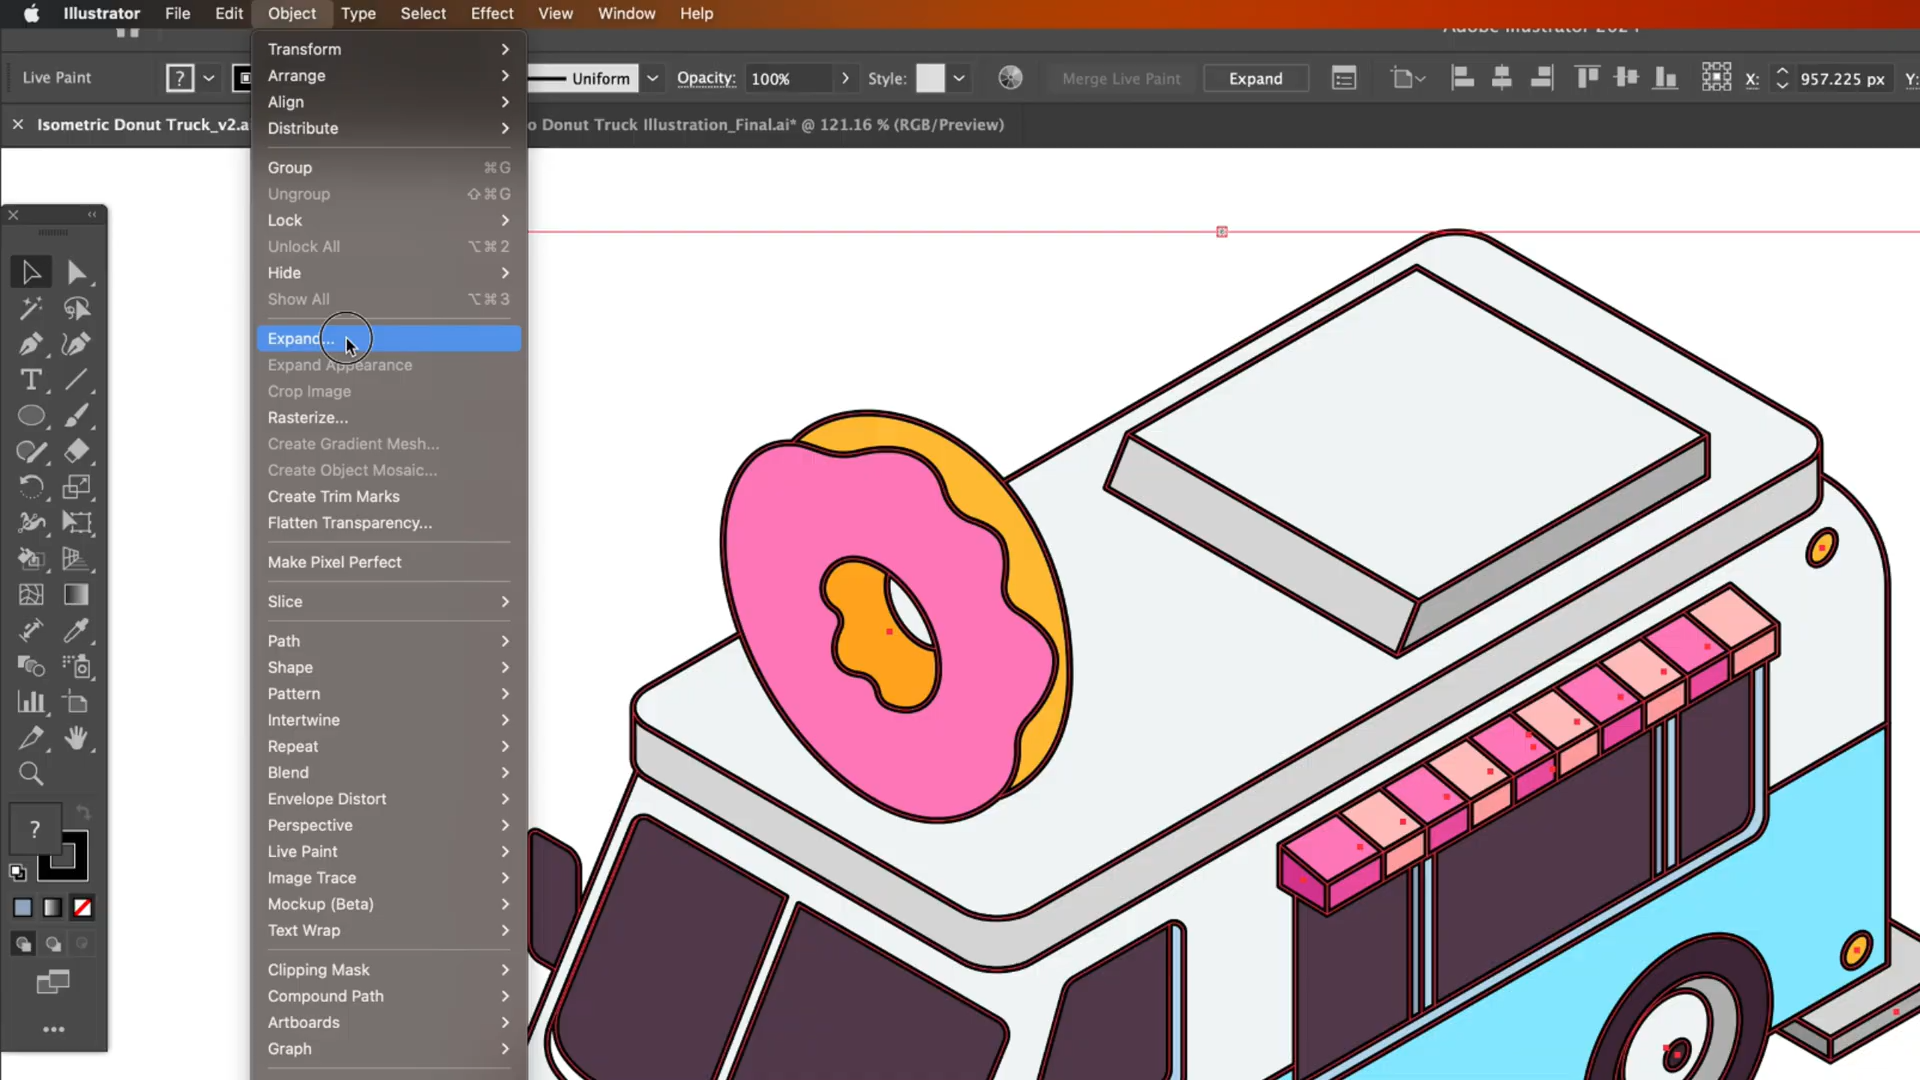 Illustrator File Edit Object Type Select Effect View Window Help
Adobe Illustrator 2024
Live Paint ? Uniform Opacity: 100% Style: Merge Live Paint Expand X: 957.225 px Y:
Isometric Donut Truck_v2.a
o Donut Truck Illustration_Final.ai* @ 121.16 % (RGB/Preview)
Transform
Arrange
Align
Distribute
Group ⌘G
Ungroup ⇧⌘G
Lock
Unlock All ⌥⌘2
Hide
Show All ⌥⌘3
Expand...
Expand Appearance
Crop Image
Rasterize...
Create Gradient Mesh...
Create Object Mosaic...
Create Trim Marks
Flatten Transparency...
Make Pixel Perfect
Slice
Path
Shape
Pattern
Intertwine
Repeat
Blend
Envelope Distort
Perspective
Live Paint
Image Trace
Mockup (Beta)
Text Wrap
Clipping Mask
Compound Path
Artboards
Graph
?